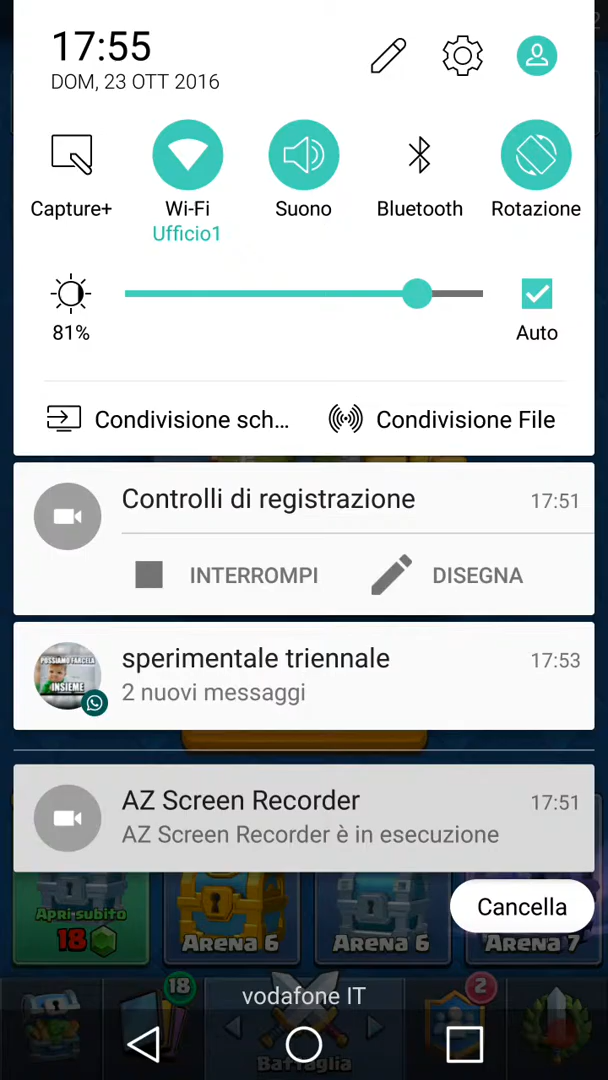 17:55
DOM, 23 OTT 2016
Capture+
Wi-Fi
Suono
Bluetooth
Rotazione
Ufficio1
81%
Auto
Condivisione sch...
Condivisione File
Controlli di registrazione
17:51
INTERROMPI
DISEGNA
POSSIAMO FARCELA
INSIEME
sperimentale triennale
17:53
2 nuovi messaggi
AZ Screen Recorder
17:51
AZ Screen Recorder è in esecuzione
Cancella
Apri subito
18
Arena 6
Arena 6
Arena 7
18
2
vodafone IT
Battaglia